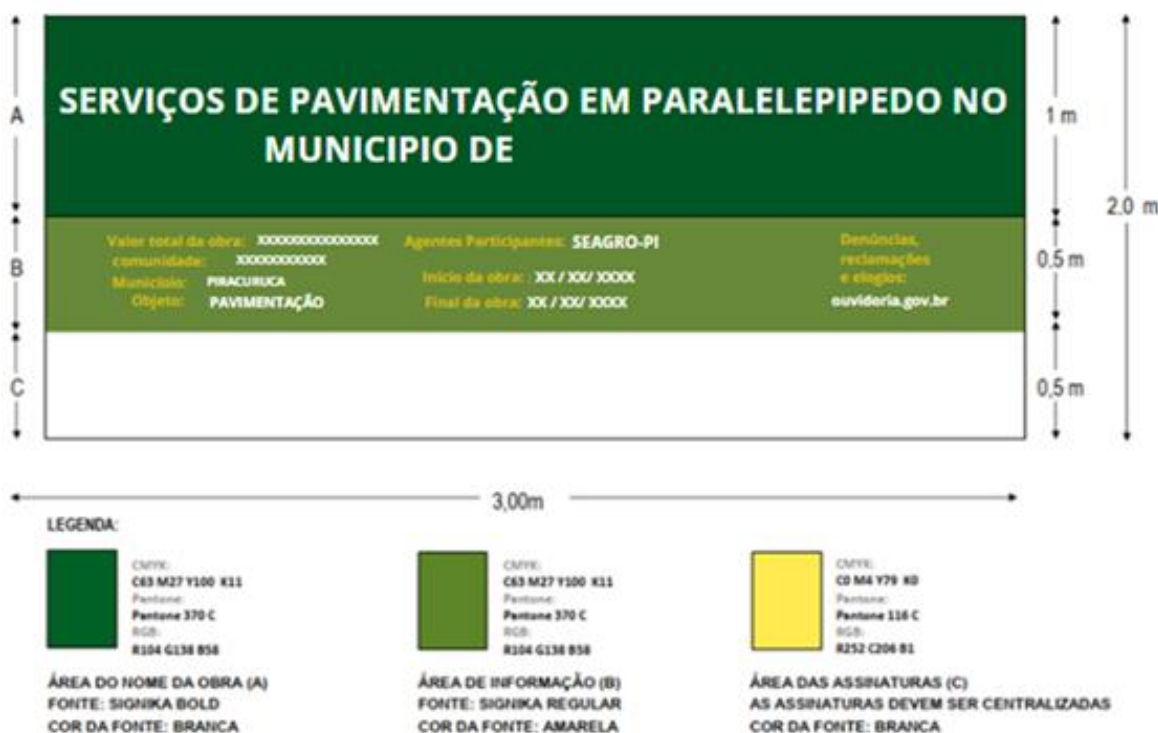 SERVIÇOS DE PAVIMENTAÇÃO EM PARALELEPIPEDO NO
MUNICIPIO DE
A
1 m
2.0 m
Valor total da obra: XXXXXXXXXXXXXXX
comunidade: XXXXXXXXXXX
Município: PIRACURUCA
Objeto: PAVIMENTAÇÃO
Agentes Participantes: SEAGRO-PI
Início da obra: XX / XX/ XXXX
Final da obra: XX / XX/ XXXX
Denúncias,
reclamações
e elogios:
ouvidoria.gov.br
B
0,5 m
C
0,5 m
3,00m
LEGENDA:
CMYK:
C63 M27 Y100 K11
Pantone:
Pantone 370 C
RGB:
R104 G138 B58
ÁREA DO NOME DA OBRA (A)
FONTE: SIGNIKA BOLD
COR DA FONTE: BRANCA
CMYK:
C63 M27 Y100 K11
Pantone:
Pantone 370 C
RGB:
R104 G138 B58
ÁREA DE INFORMAÇÃO (B)
FONTE: SIGNIKA REGULAR
COR DA FONTE: AMARELA
CMYK:
C0 M4 Y79 K0
Pantone:
Pantone 116 C
RGB:
R252 C206 B1
ÁREA DAS ASSINATURAS (C)
AS ASSINATURAS DEVEM SER CENTRALIZADAS
COR DA FONTE: BRANCA